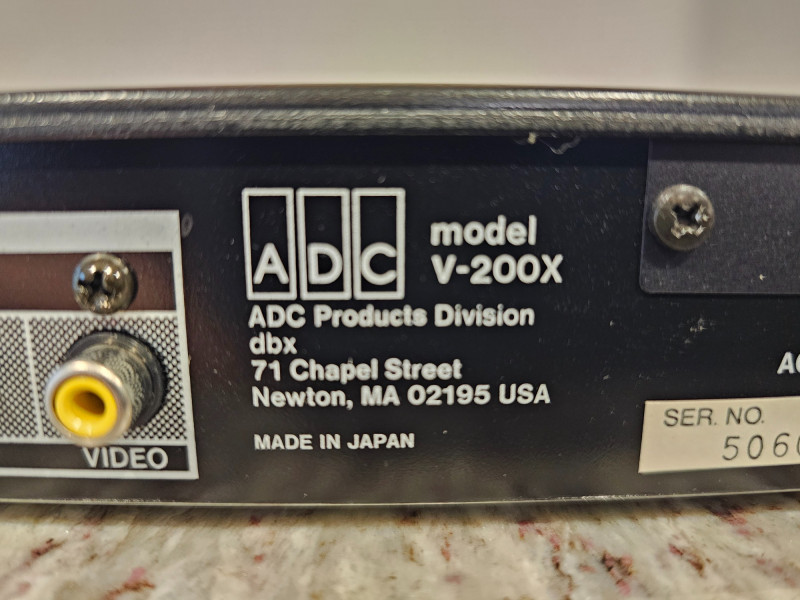 ADC
model
V-200X
ADC Products Division
dbx
71 Chapel Street
Newton, MA 02195 USA
MADE IN JAPAN
VIDEO
SER. NO.